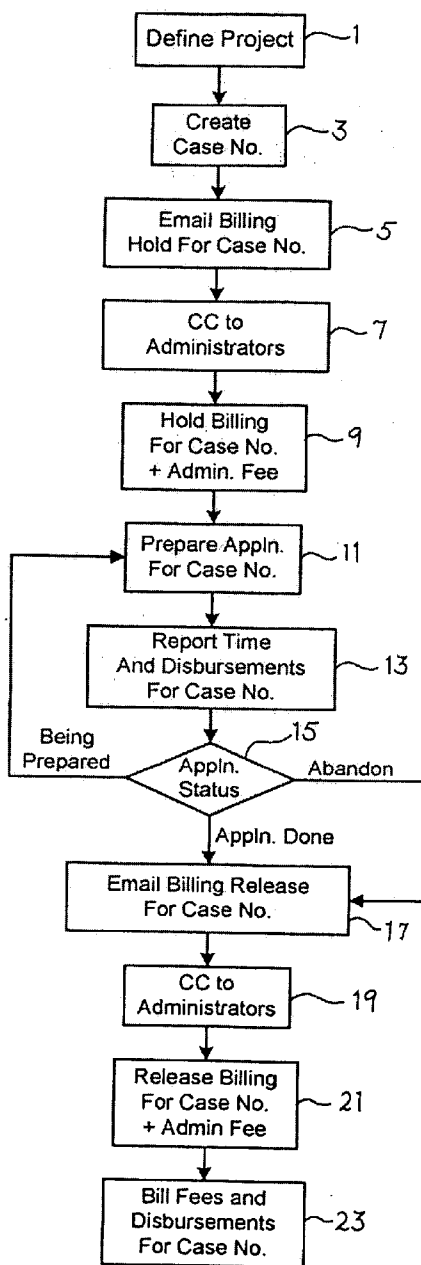 Define Project
1
Create
Case No.
3
Email Billing
Hold For Case No.
5
CC to
Administrators
7
Hold Billing
For Case No.
+ Admin. Fee
9
Prepare Appln.
For Case No.
11
Report Time
And Disbursements
For Case No.
13
Being
Prepared
15
Appln.
Status
Abandon
Appln. Done
Email Billing Release
For Case No.
17
CC to
Administrators
19
Release Billing
For Case No.
+ Admin Fee
21
Bill Fees and
Disbursements
For Case No.
23